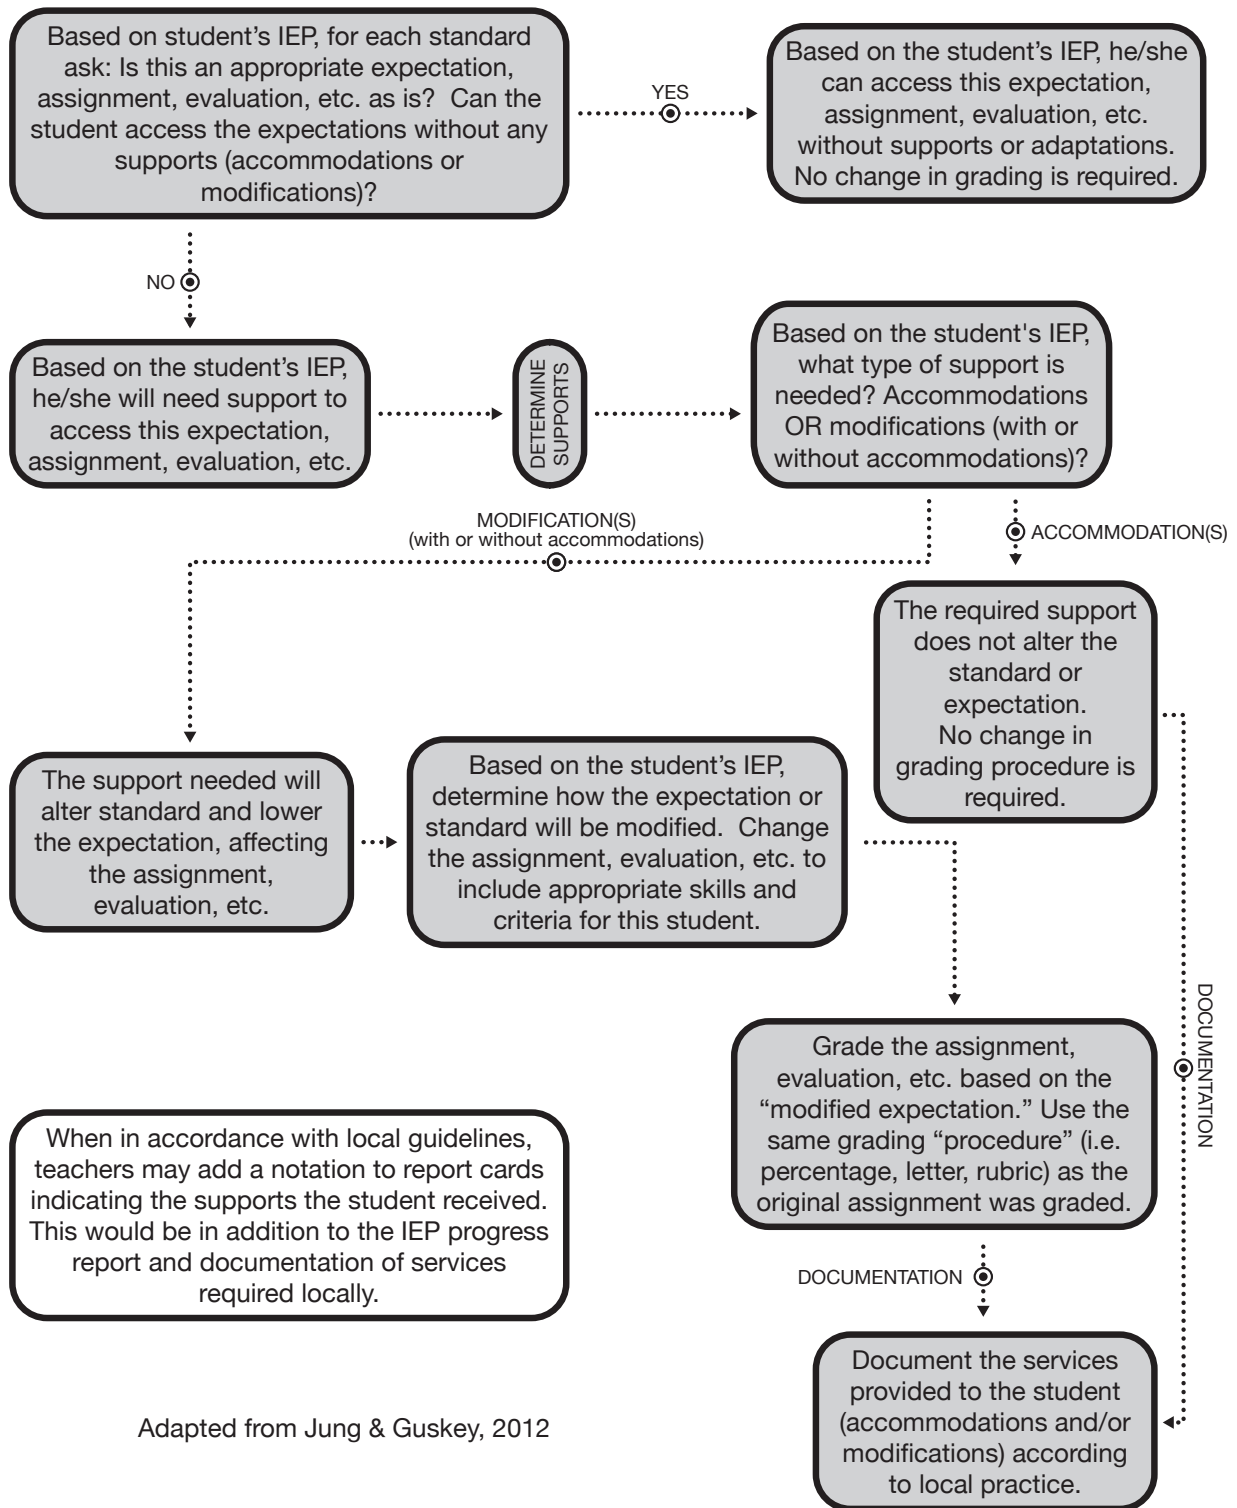 Based on student’s IEP, for each standard
ask: Is this an appropriate expectation,
assignment, evaluation, etc. as is?  Can the
student access the expectations without any
supports (accommodations or
modifications)?
YES
Based on the student’s IEP, he/she
can access this expectation,
assignment, evaluation, etc.
without supports or adaptations.
No change in grading is required.
NO
Based on the student’s IEP,
he/she will need support to
access this expectation,
assignment, evaluation, etc.
DETERMINE
SUPPORTS
Based on the student's IEP,
what type of support is
needed? Accommodations
OR modifications (with or
without accommodations)?
MODIFICATION(S)
(with or without accommodations)
ACCOMMODATION(S)
The required support
does not alter the
standard or
expectation.
No change in
grading procedure is
required.
The support needed will
alter standard and lower
the expectation, affecting
the assignment,
evaluation, etc.
Based on the student’s IEP,
determine how the expectation or
standard will be modified.  Change
the assignment, evaluation, etc. to
include appropriate skills and
criteria for this student.
DOCUMENTATION
Grade the assignment,
evaluation, etc. based on the
“modified expectation.” Use the
same grading “procedure” (i.e.
percentage, letter, rubric) as the
original assignment was graded.
When in accordance with local guidelines,
teachers may add a notation to report cards
indicating the supports the student received.
This would be in addition to the IEP progress
report and documentation of services
required locally.
DOCUMENTATION
Document the services
provided to the student
(accommodations and/or
modifications) according
to local practice.
Adapted from Jung & Guskey, 2012